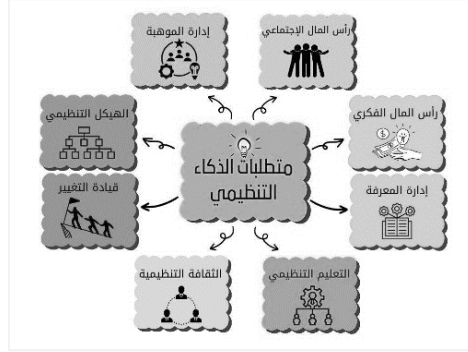 رأس المال الإجتماعي
إدارة الموهبة
رأس المال الفكري
الهيكل التنظيمي
متطلبات الذكاء
التنظيمي
إدارة المعرفة
قيادة التغيير
التعليم التنظيمي
الثقافة التنظيمية